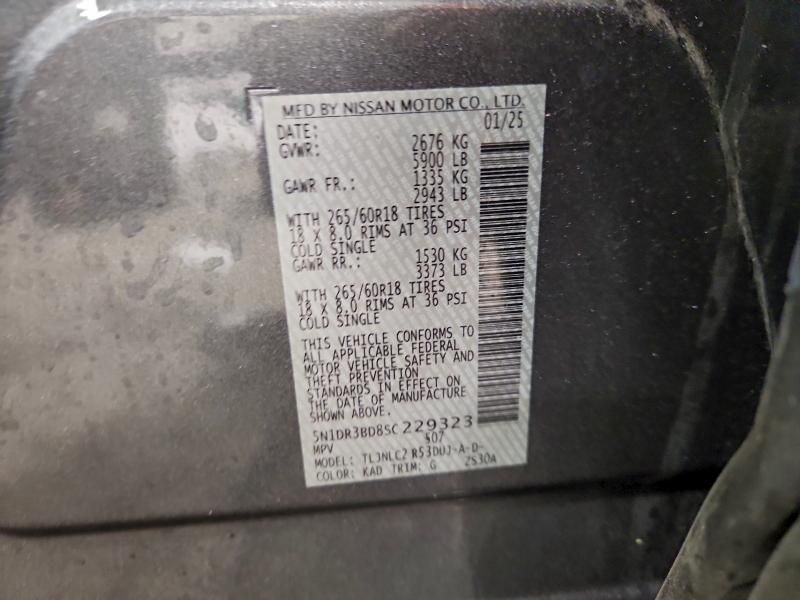 MFD BY NISSAN MOTOR CO., LTD.
DATE: 01/25
GVWR: 2676 KG
5900 LB
GAWR FR.: 1335 KG
2943 LB
WITH 265/60R18 TIRES
18 X 8.0 RIMS AT 36 PSI
COLD SINGLE
GAWR RR.: 1530 KG
3373 LB
WITH 265/60R18 TIRES
18 X 8.0 RIMS AT 36 PSI
COLD SINGLE
THIS VEHICLE CONFORMS TO
ALL APPLICABLE FEDERAL
MOTOR VEHICLE SAFETY AND
THEFT PREVENTION
STANDARDS IN EFFECT ON
THE DATE OF MANUFACTURE
SHOWN ABOVE.
5N1DR3BD8SC229323
MPV S07
MODEL: TLJNLC2 R53DUJ-A-D-
COLOR: KAD TRIM: G 2S30A